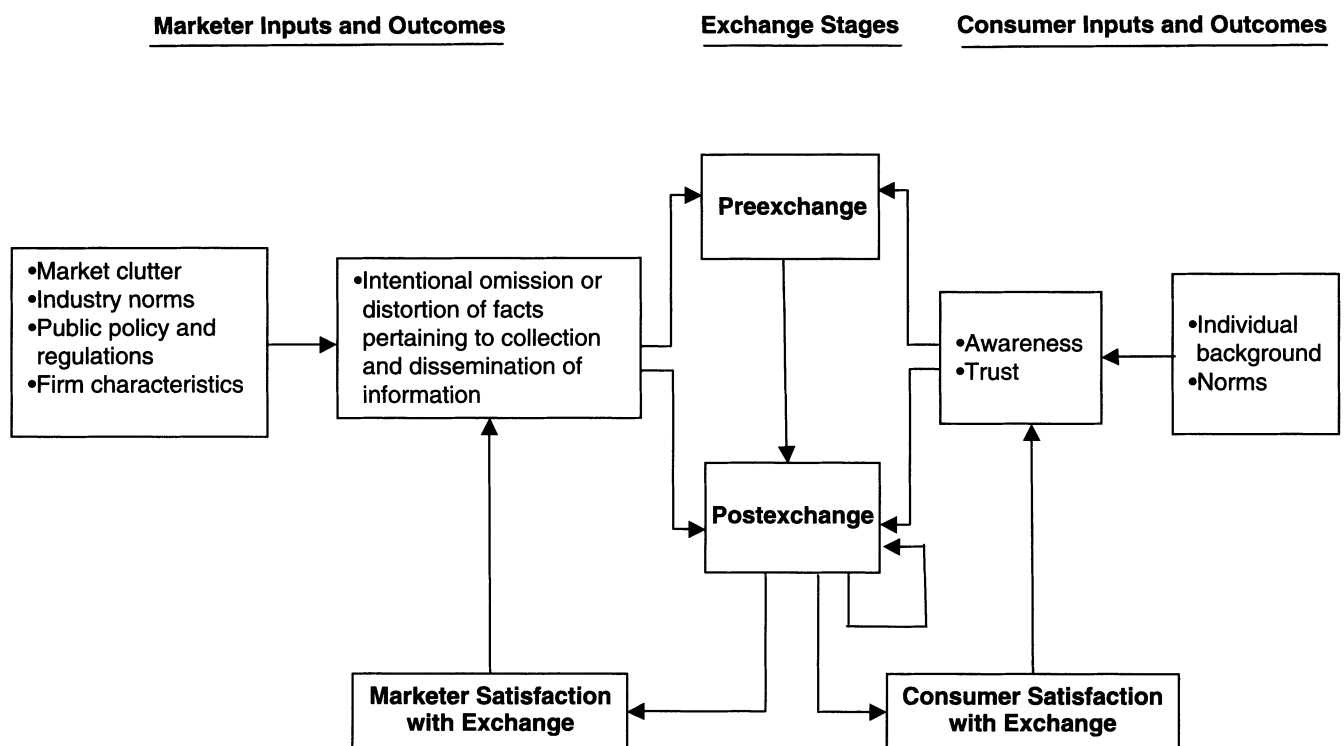 Marketer Inputs and Outcomes
Exchange Stages
Consumer Inputs and Outcomes
Preexchange
•Market clutter
•Industry norms
•Public policy and
regulations
•Firm characteristics
•Intentional omission or
distortion of facts
pertaining to collection
and dissemination of
information
•Awareness
•Trust
•Individual
background
•Norms
Postexchange
Marketer Satisfaction
with Exchange
Consumer Satisfaction
with Exchange